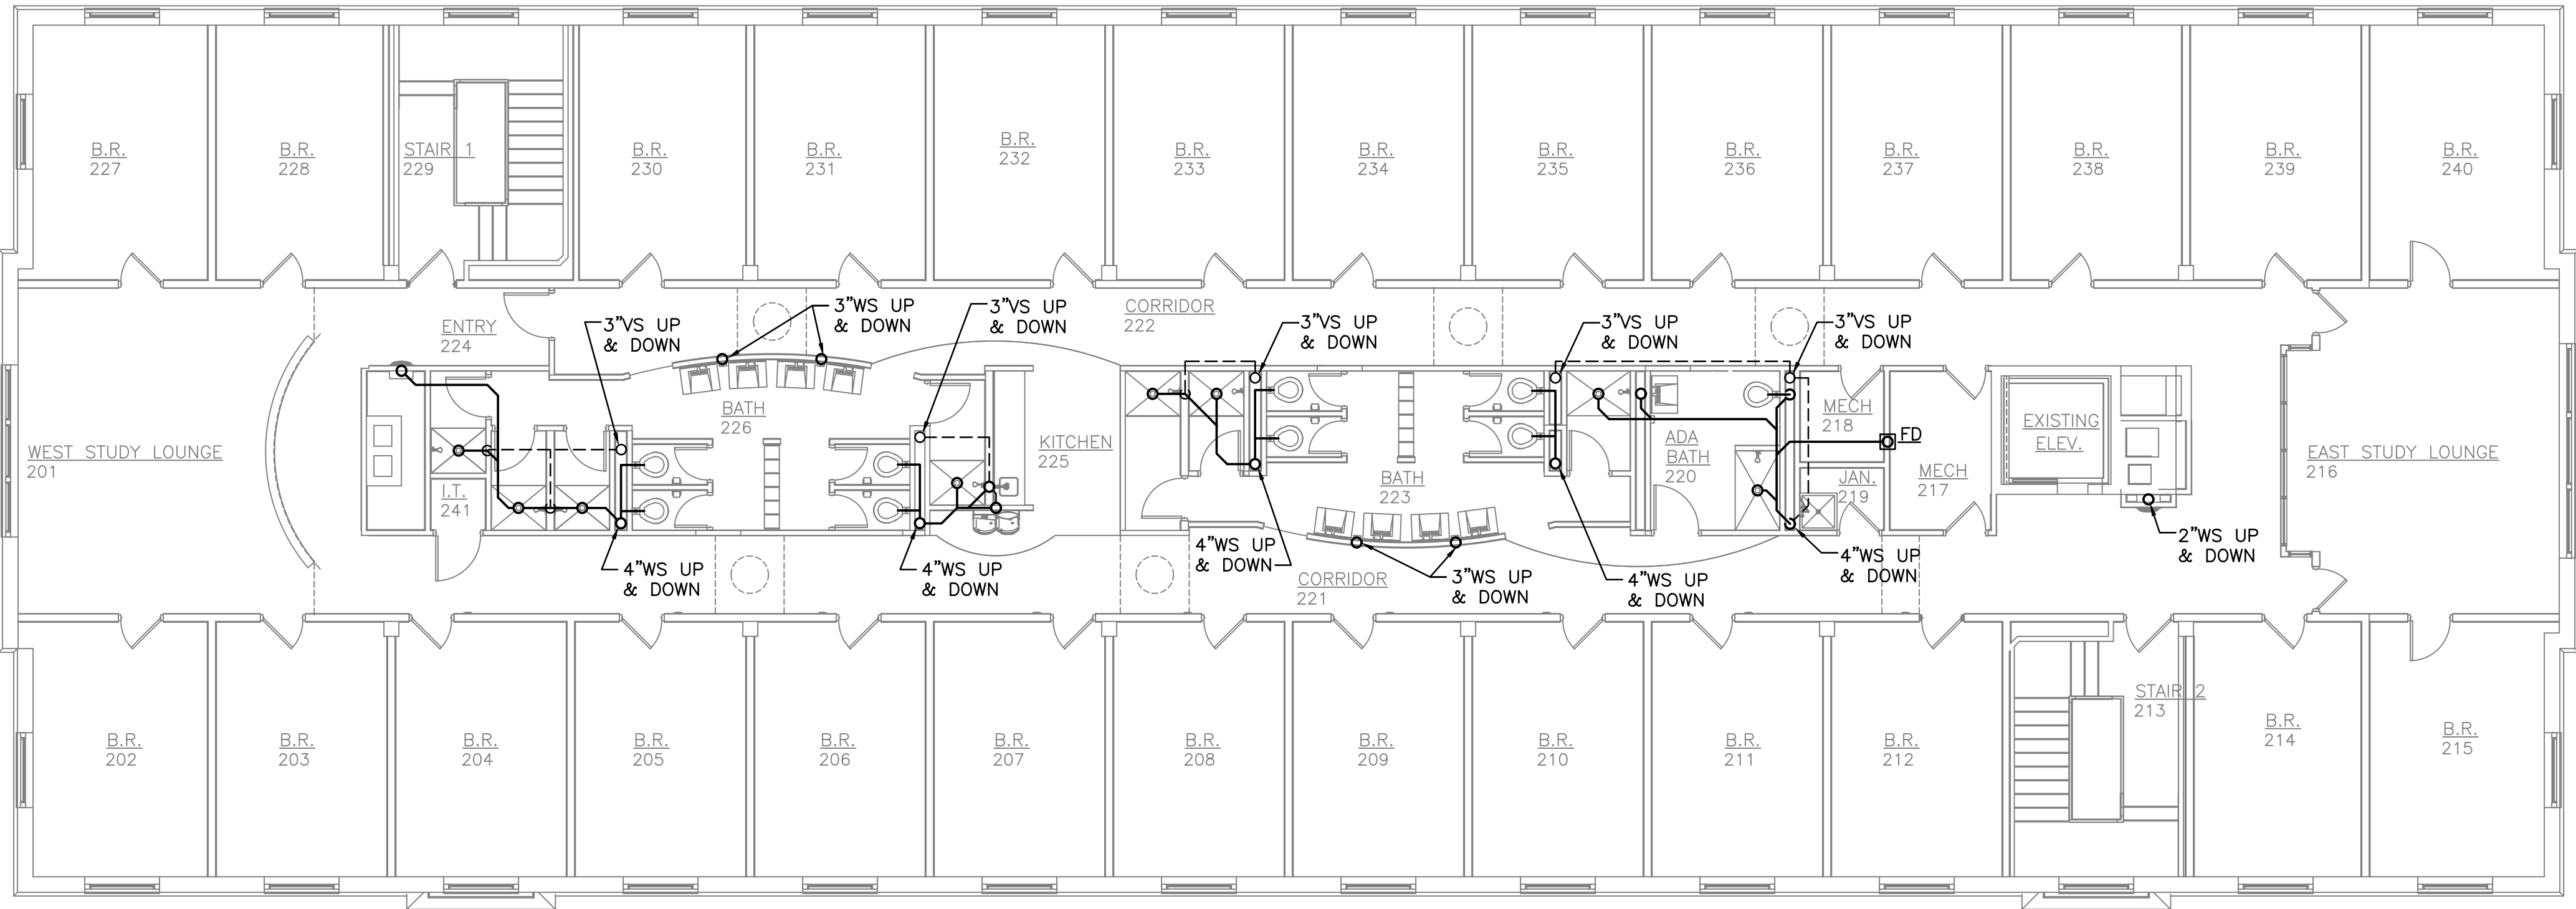 B.R.
227
B.R.
228
STAIR 1
229
B.R.
230
B.R.
231
B.R.
232
B.R.
233
B.R.
234
B.R.
235
B.R.
236
B.R.
237
B.R.
238
B.R.
239
B.R.
240
ENTRY
224
3"VS UP
& DOWN
3"WS UP
& DOWN
3"VS UP
& DOWN
CORRIDOR
222
3"VS UP
& DOWN
3"VS UP
& DOWN
3"VS UP
& DOWN
WEST STUDY LOUNGE
201
I.T.
241
BATH
226
KITCHEN
225
BATH
223
ADA
BATH
220
MECH
218
FD
JAN.
219
MECH
217
EXISTING
ELEV.
EAST STUDY LOUNGE
216
4"WS UP
& DOWN
4"WS UP
& DOWN
4"WS UP
& DOWN
CORRIDOR
221
3"WS UP
& DOWN
4"WS UP
& DOWN
4"WS UP
& DOWN
2"WS UP
& DOWN
B.R.
202
B.R.
203
B.R.
204
B.R.
205
B.R.
206
B.R.
207
B.R.
208
B.R.
209
B.R.
210
B.R.
211
B.R.
212
STAIR 2
213
B.R.
214
B.R.
215